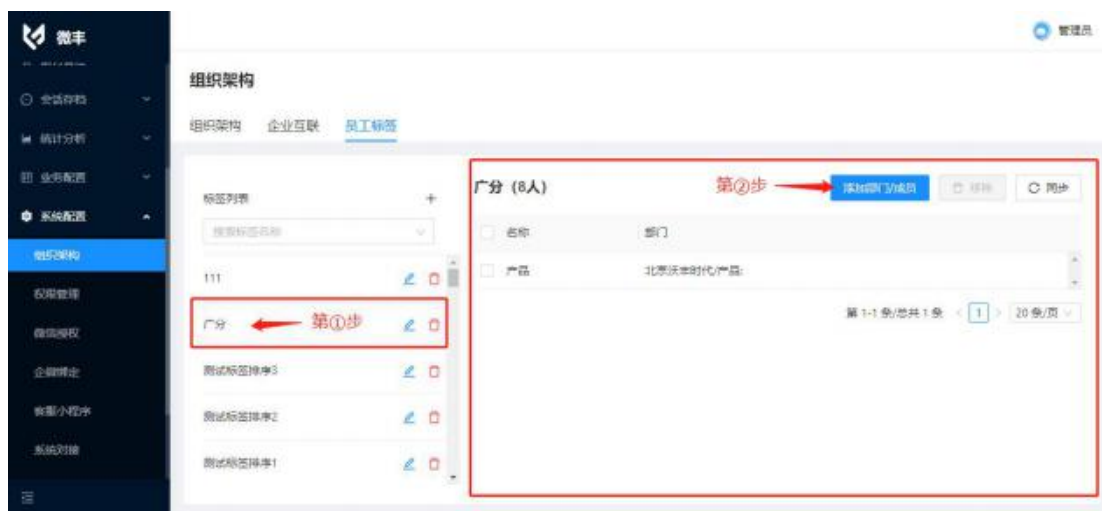 微丰
管理员
会话存档
统计分析
业务配置
系统配置
组织架构
权限管理
微信授权
企微绑定
客服小程序
系统对接
组织架构
组织架构 企业互联 员工标签
标签列表 +
搜索标签名称
111
广分 第①步
测试标签排序3
测试标签排序2
测试标签排序1
广分 (8人) 第②步 添加部门/成员 移除 同步
名称 部门
产品 北京沃丰时代/产品;
第 1-1 条/总共 1 条 < 1 > 20 条/页